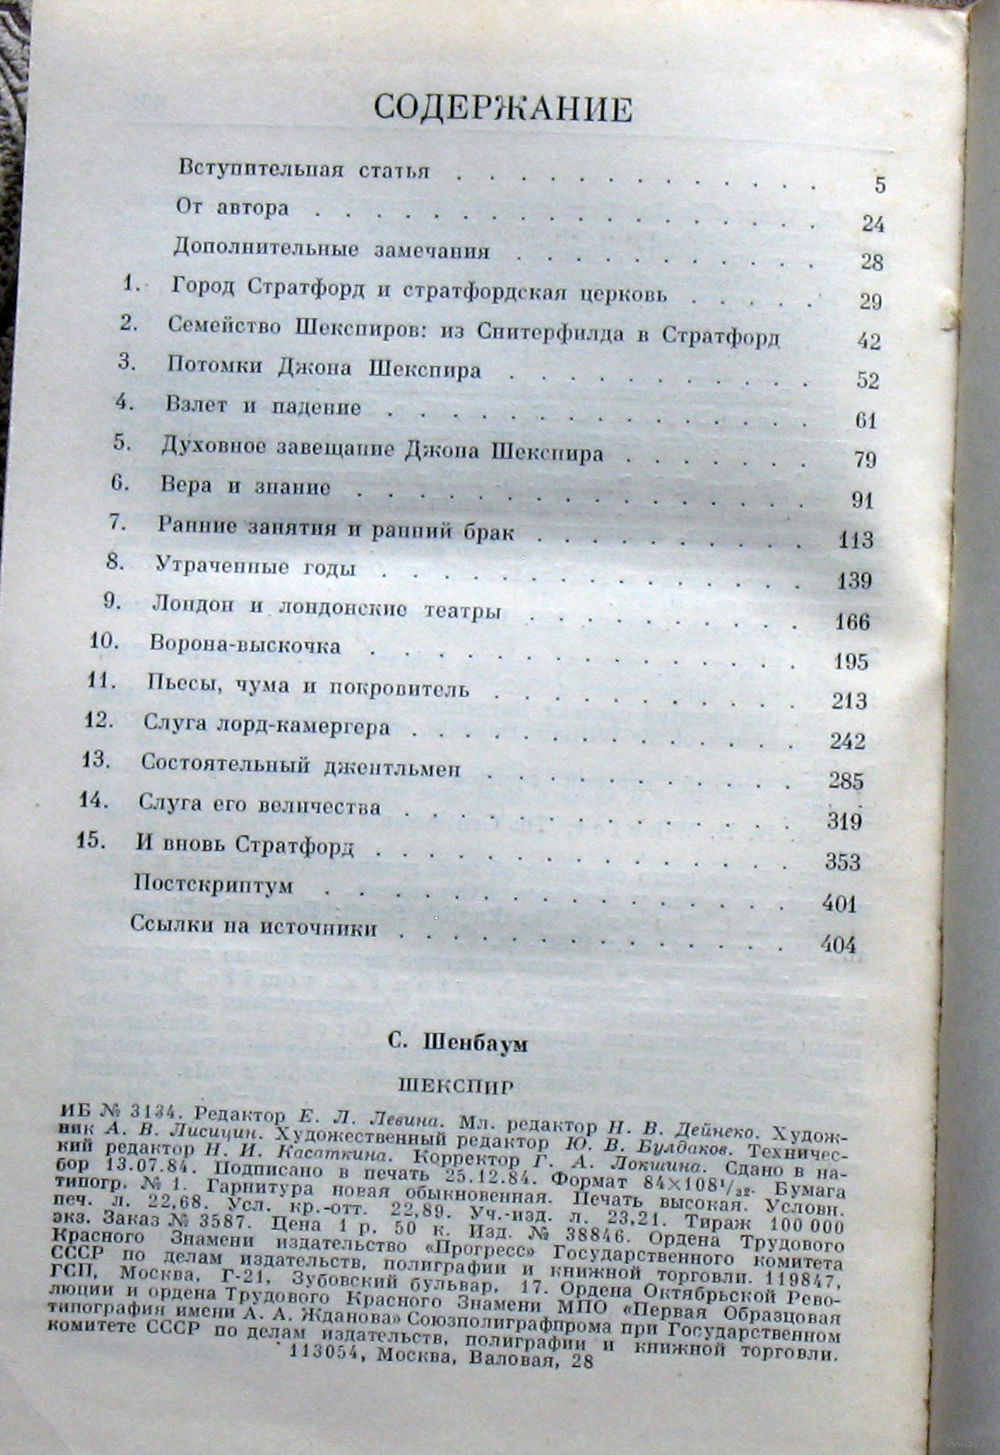 СОДЕРЖАНИЕ
Вступительная статья . . . . . . . . . . . . . . 5
От автора . . . . . . . . . . . . . . . . . . 24
Дополнительные замечания . . . . . . . . . . . 28
1. Город Стратфорд и стратфордская церковь . . . . . 29
2. Семейство Шекспиров: из Снитерфилда в Стратфорд 42
3. Потомки Джона Шекспира . . . . . . . . . . . 52
4. Взлет и падение . . . . . . . . . . . . . . . 61
5. Духовное завещание Джона Шекспира . . . . . . . 79
6. Вера и знание . . . . . . . . . . . . . . . . 91
7. Ранние занятия и ранний брак . . . . . . . . . . 113
8. Утраченные годы . . . . . . . . . . . . . . . 139
9. Лондон и лондонские театры . . . . . . . . . . 166
10. Ворона-выскочка . . . . . . . . . . . . . . . 195
11. Пьесы, чума и покровитель . . . . . . . . . . . 213
12. Слуга лорд-камергера . . . . . . . . . . . . . 242
13. Состоятельный джентльмен . . . . . . . . . . . 285
14. Слуга его величества . . . . . . . . . . . . . . 319
15. И вновь Стратфорд . . . . . . . . . . . . . . . 353
Постскриптум . . . . . . . . . . . . . . . . . 401
Ссылки на источники . . . . . . . . . . . . . . 404
С. Шенбаум
ШЕКСПИР
ИБ № 3134. Редактор Е. Л. Левина. Мл. редактор Н. В. Дейнеко. Худож-
ник А. В. Лисицин. Художественный редактор Ю. В. Булдаков. Техничес-
кий редактор Н. И. Касаткина. Корректор Г. А. Локшина. Сдано в на-
бор 13.07.84. Подписано в печать 25.12.84. Формат 84×108¹/₃₂. Бумага
типогр. № 1. Гарнитура новая обыкновенная. Печать высокая. Условн.
печ. л. 22,68. Усл. кр.-отт. 22,89. Уч.-изд. л. 23,21. Тираж 100 000
экз. Заказ № 3587. Цена 1 р. 50 к. Изд. № 38846. Ордена Трудового
Красного Знамени издательство «Прогресс» Государственного комитета
СССР по делам издательств, полиграфии и книжной торговли. 119847,
ГСП, Москва, Г-21, Зубовский бульвар, 17. Ордена Октябрьской Рево-
люции и ордена Трудового Красного Знамени МПО «Первая Образцовая
типография имени А. А. Жданова» Союзполиграфпрома при Государственном
комитете СССР по делам издательств, полиграфии и книжной торговли.
113054, Москва, Валовая, 28